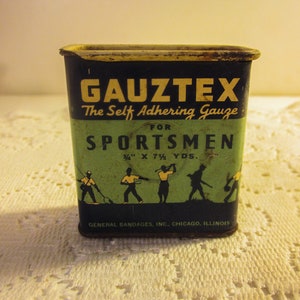 GAUZTEX
The Self Adhering Gauze
FOR
SPORTSMEN
¾" X 7½ YDS.
GENERAL BANDAGES, INC., CHICAGO, ILLINOIS